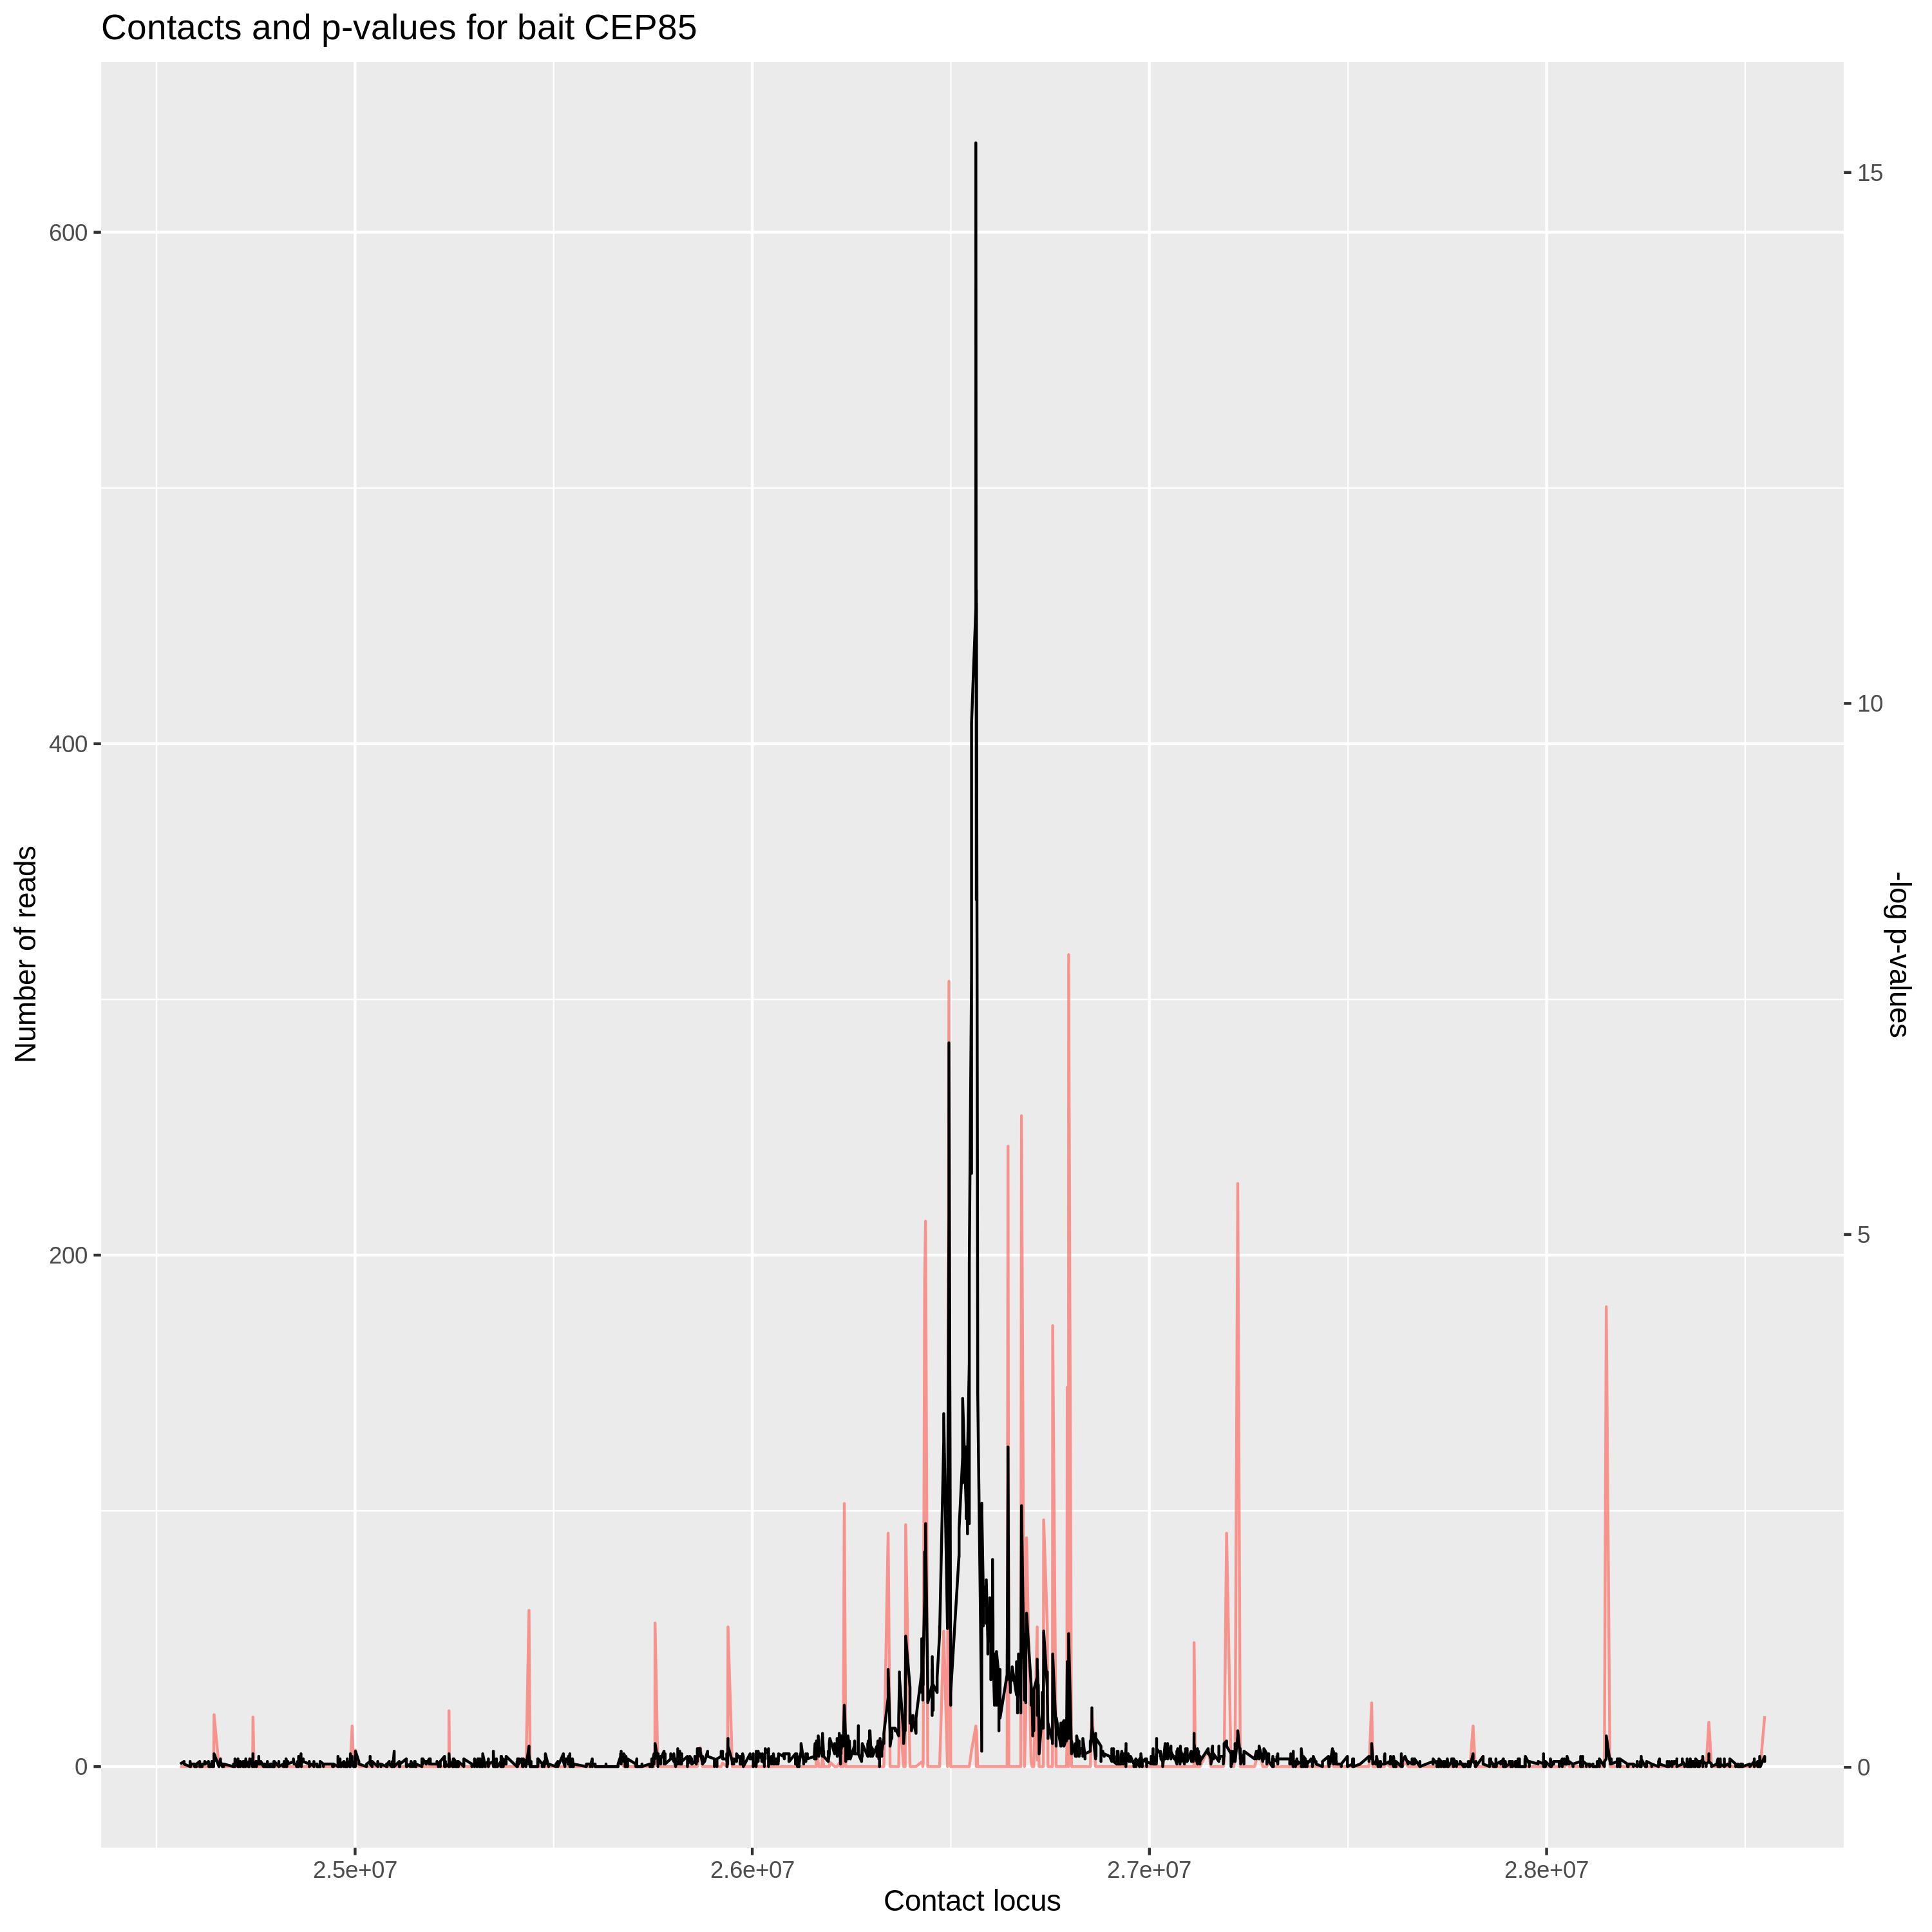 Contacts and p-values for bait CEP85
600
400
200
0
Number of reads
15
10
5
0
-log p-values
2.5e+07 2.6e+07 2.7e+07 2.8e+07
Contact locus